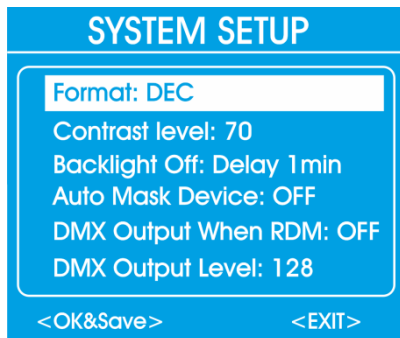 SYSTEM SETUP
Format: DEC
Contrast level: 70
Backlight Off: Delay 1min
Auto Mask Device: OFF
DMX Output When RDM: OFF
DMX Output Level: 128
<OK&Save> <EXIT>